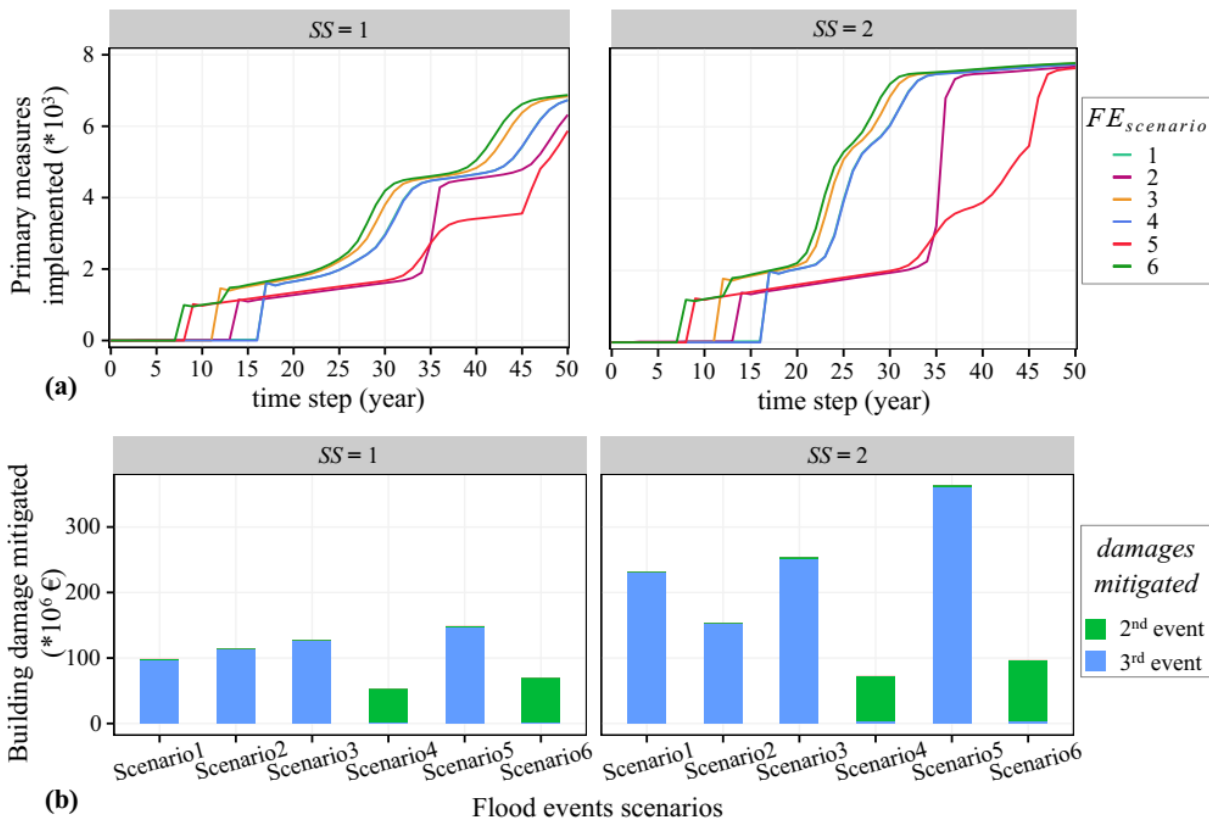 SS = 1
SS = 2
Primary measures
implemented (*10³)
8
6
4
2
0
0 5 10 15 20 25 30 35 40 45 50
0 5 10 15 20 25 30 35 40 45 50
time step (year)
time step (year)
(a)
FEscenario
1
2
3
4
5
6
SS = 1
SS = 2
Building damage mitigated
(*10⁶ €)
300
200
100
0
Scenario1 Scenario2 Scenario3 Scenario4 Scenario5 Scenario6
Scenario1 Scenario2 Scenario3 Scenario4 Scenario5 Scenario6
damages
mitigated
2nd event
3rd event
(b)
Flood events scenarios